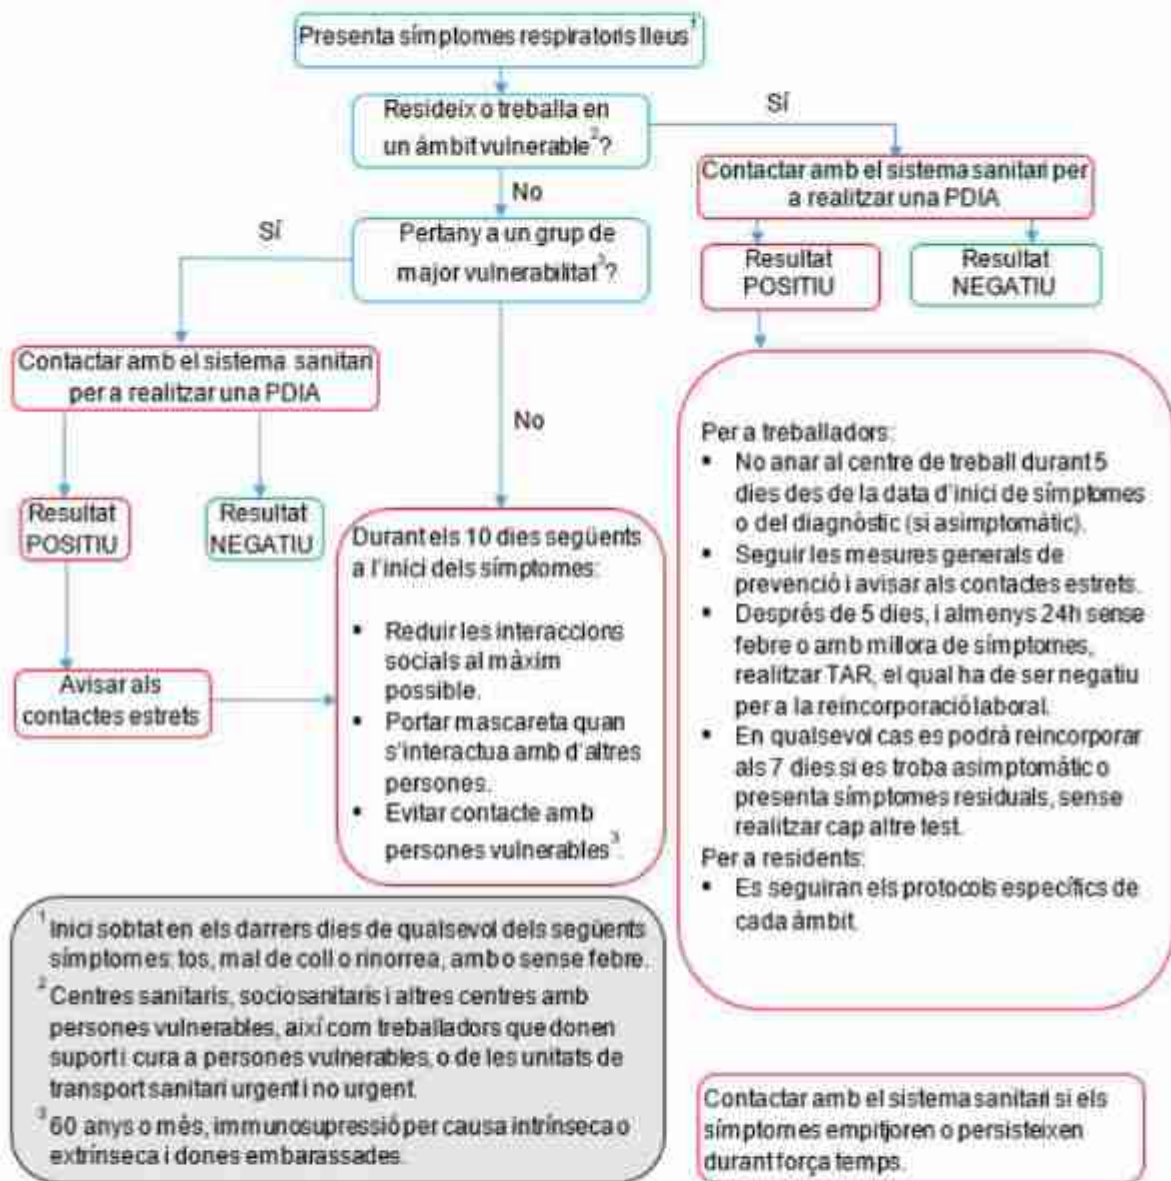 Presenta símptomes respiratoris lleus¹
Resideix o treballa en
un àmbit vulnerable²?
Sí
Contactar amb el sistema sanitari per
a realitzar una PDIA
Resultat
POSITIU
Resultat
NEGATIU
No
Pertany a un grup de
major vulnerabilitat³?
Sí
Contactar amb el sistema sanitari
per a realitzar una PDIA
Resultat
POSITIU
Resultat
NEGATIU
Avisar als
contactes estrets
No
Durant els 10 dies següents
a l'inici dels símptomes:
▪ Reduir les interaccions
socials al màxim
possible.
▪ Portar mascareta quan
s'interactua amb d'altres
persones.
▪ Evitar contacte amb
persones vulnerables³.
Per a treballadors:
▪ No anar al centre de treball durant 5
dies des de la data d'inici de símptomes
o del diagnòstic (si asimptomàtic).
▪ Seguir les mesures generals de
prevenció i avisar als contactes estrets.
▪ Després de 5 dies, i almenys 24h sense
febre o amb millora de símptomes,
realitzar TAR, el qual ha de ser negatiu
per a la reincorporació laboral.
▪ En qualsevol cas es podrà reincorporar
als 7 dies si es troba asimptomàtic o
presenta símptomes residuals, sense
realitzar cap altre test.
Per a residents:
▪ Es seguiran els protocols específics de
cada àmbit.
¹ Inici sobtat en els darrers dies de qualsevol dels següents
símptomes: tos, mal de coll o rinorrea, amb o sense febre.
² Centres sanitaris, sociosanitaris i altres centres amb
persones vulnerables, així com treballadors que donen
suport i cura a persones vulnerables, o de les unitats de
transport sanitari urgent i no urgent.
³ 60 anys o més, immunosupressió per causa intrínseca o
extrínseca i dones embarassades.
Contactar amb el sistema sanitari si els
símptomes empitjoren o persisteixen
durant força temps.